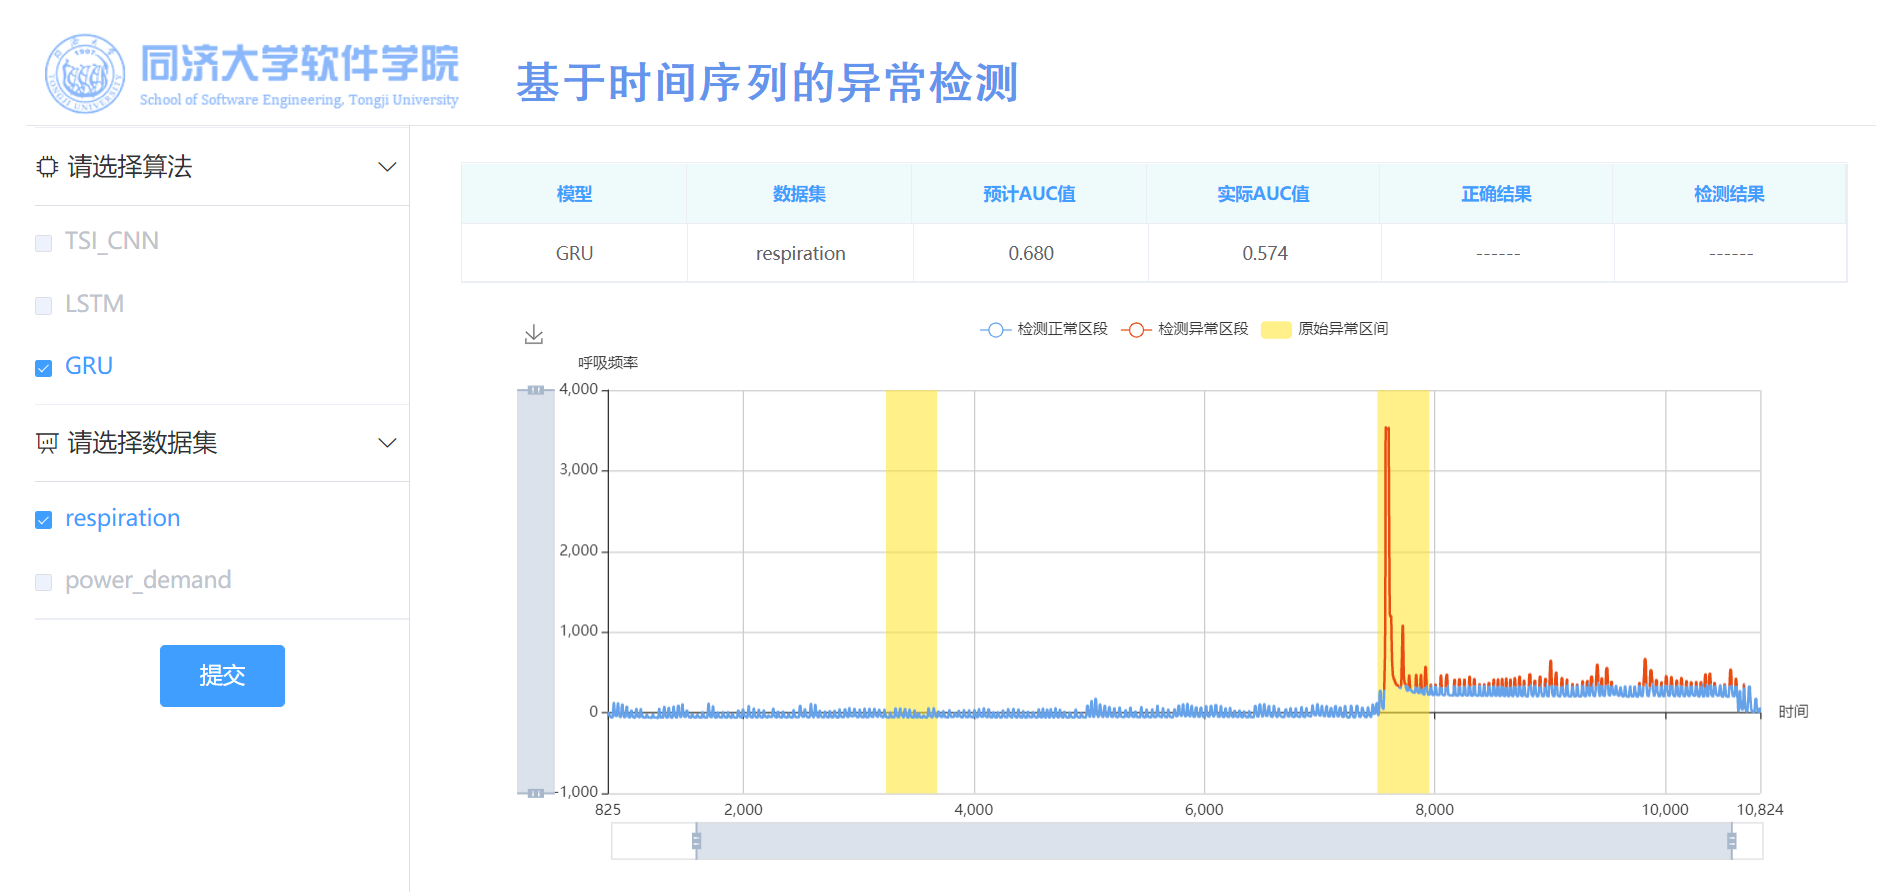 同济大学软件学院
School of Software Engineering, Tongji University
基于时间序列的异常检测
请选择算法
TSI_CNN
LSTM
GRU
请选择数据集
respiration
power_demand
提交
模型 数据集 预计AUC值 实际AUC值 正确结果 检测结果
GRU respiration 0.680 0.574 ------ ------
检测正常区段 检测异常区段 原始异常区间
呼吸频率
4,000
3,000
2,000
1,000
0
时间
-1,000
825 2,000 4,000 6,000 8,000 10,000 10,824